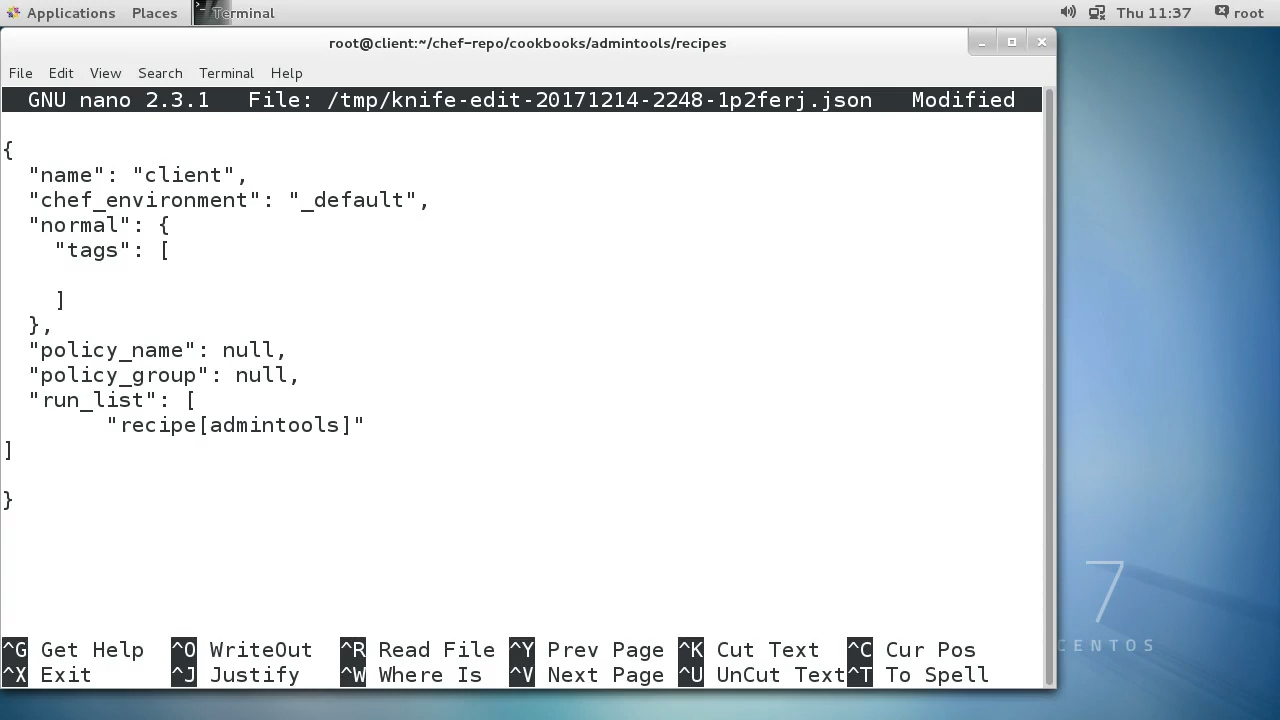 Applications Places Terminal Thu 11:37 root
root@client:~/chef-repo/cookbooks/admintools/recipes
File Edit View Search Terminal Help
GNU nano 2.3.1 File: /tmp/knife-edit-20171214-2248-1p2ferj.json Modified
{
"name": "client",
"chef_environment": "_default",
"normal": {
"tags": [
]
},
"policy_name": null,
"policy_group": null,
"run_list": [
"recipe[admintools]"
]
}
^G Get Help ^O WriteOut ^R Read File ^Y Prev Page ^K Cut Text ^C Cur Pos
^X Exit ^J Justify ^W Where Is ^V Next Page ^U UnCut Text ^T To Spell
7
CENTOS